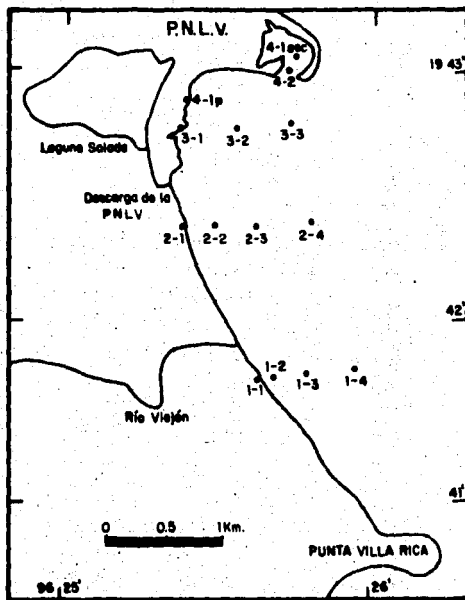 P.N.L.V.
4-1esc
19 43'
4-2
4-1p
3-1
3-2
3-3
Laguna Salada
Descarga de la
P N L V
2-1
2-2
2-3
2-4
42'
1-2
1-1
1-3
1-4
Río Viejón
41'
0 0.5 1Km.
PUNTA VILLA RICA
96 25'
26'